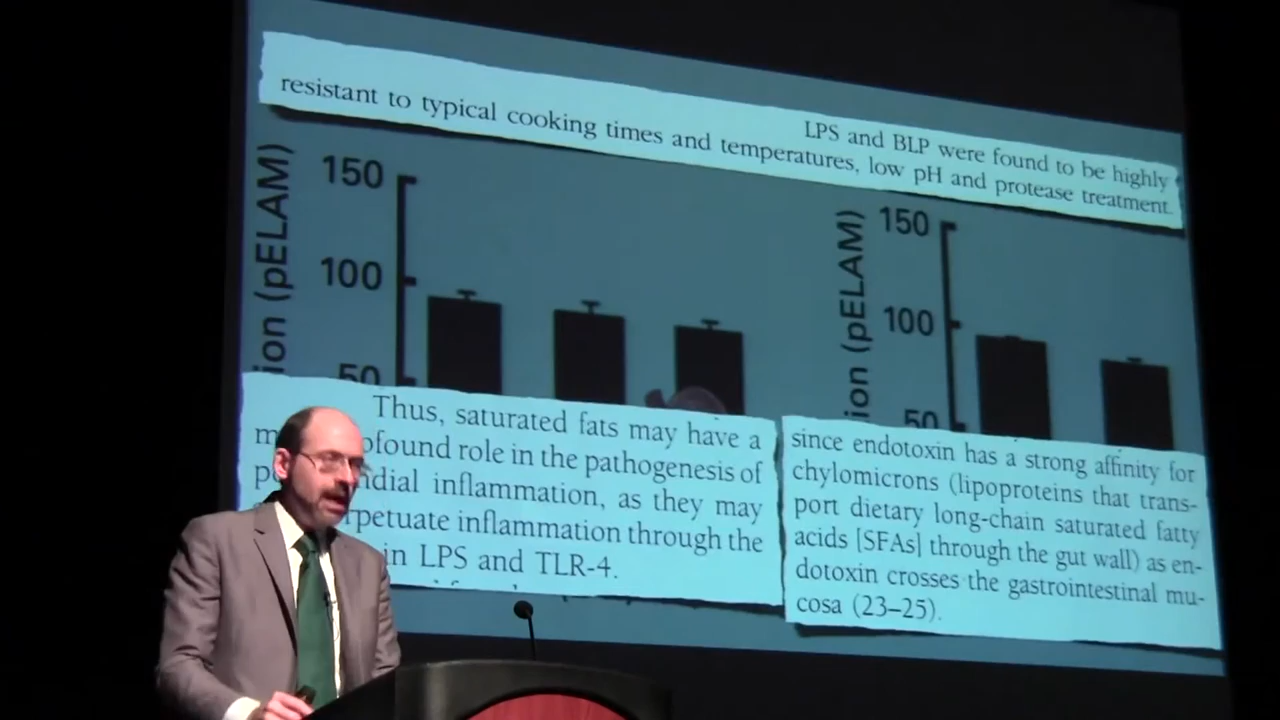 LPS and BLP were found to be highly
resistant to typical cooking times and temperatures, low pH and protease treatment.
ion (pELAM)
150
100
50
ion (pELAM)
150
100
50
Thus, saturated fats may have a
m ofound role in the pathogenesis of
p ndial inflammation, as they may
rpetuate inflammation through the
in LPS and TLR-4.
since endotoxin has a strong affinity for
chylomicrons (lipoproteins that trans-
port dietary long-chain saturated fatty
acids [SFAs] through the gut wall) as en-
dotoxin crosses the gastrointestinal mu-
cosa (23–25).